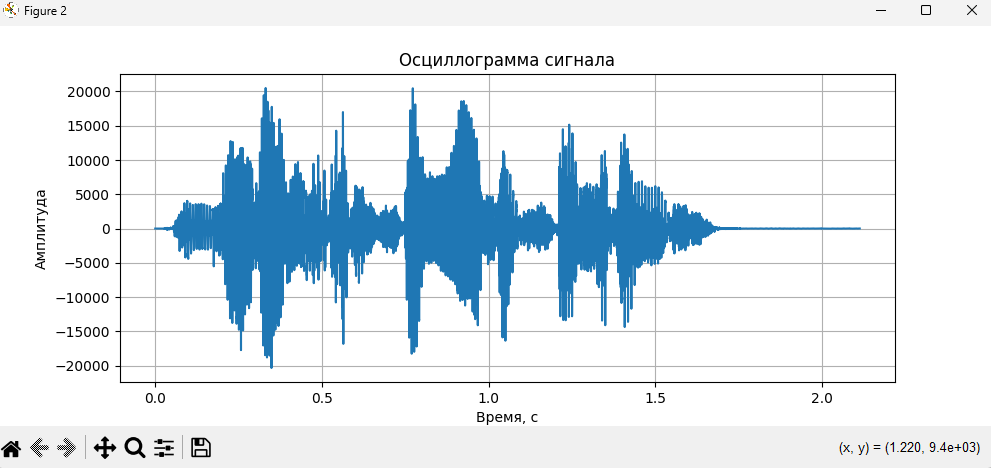 Figure 2
Осциллограмма сигнала
20000
15000
10000
5000
0
−5000
−10000
−15000
−20000
Амплитуда
0.0 0.5 1.0 1.5 2.0
Время, с
(x, y) = (1.220, 9.4e+03)